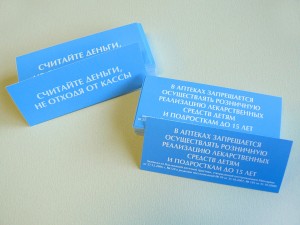 СЧИТАЙТЕ ДЕНЬГИ,
СЧИТАЙТЕ ДЕНЬГИ,
НЕ ОТХОДЯ ОТ КАССЫ
В АПТЕКАХ ЗАПРЕЩАЕТСЯ
ОСУЩЕСТВЛЯТЬ РОЗНИЧНУЮ
РЕАЛИЗАЦИЮ ЛЕКАРСТВЕННЫХ
СРЕДСТВ ДЕТЯМ
И ПОДРОСТКАМ ДО 15 ЛЕТ
В АПТЕКАХ ЗАПРЕЩАЕТСЯ
ОСУЩЕСТВЛЯТЬ РОЗНИЧНУЮ
РЕАЛИЗАЦИЮ ЛЕКАРСТВЕННЫХ
СРЕДСТВ ДЕТЯМ
И ПОДРОСТКАМ ДО 15 ЛЕТ